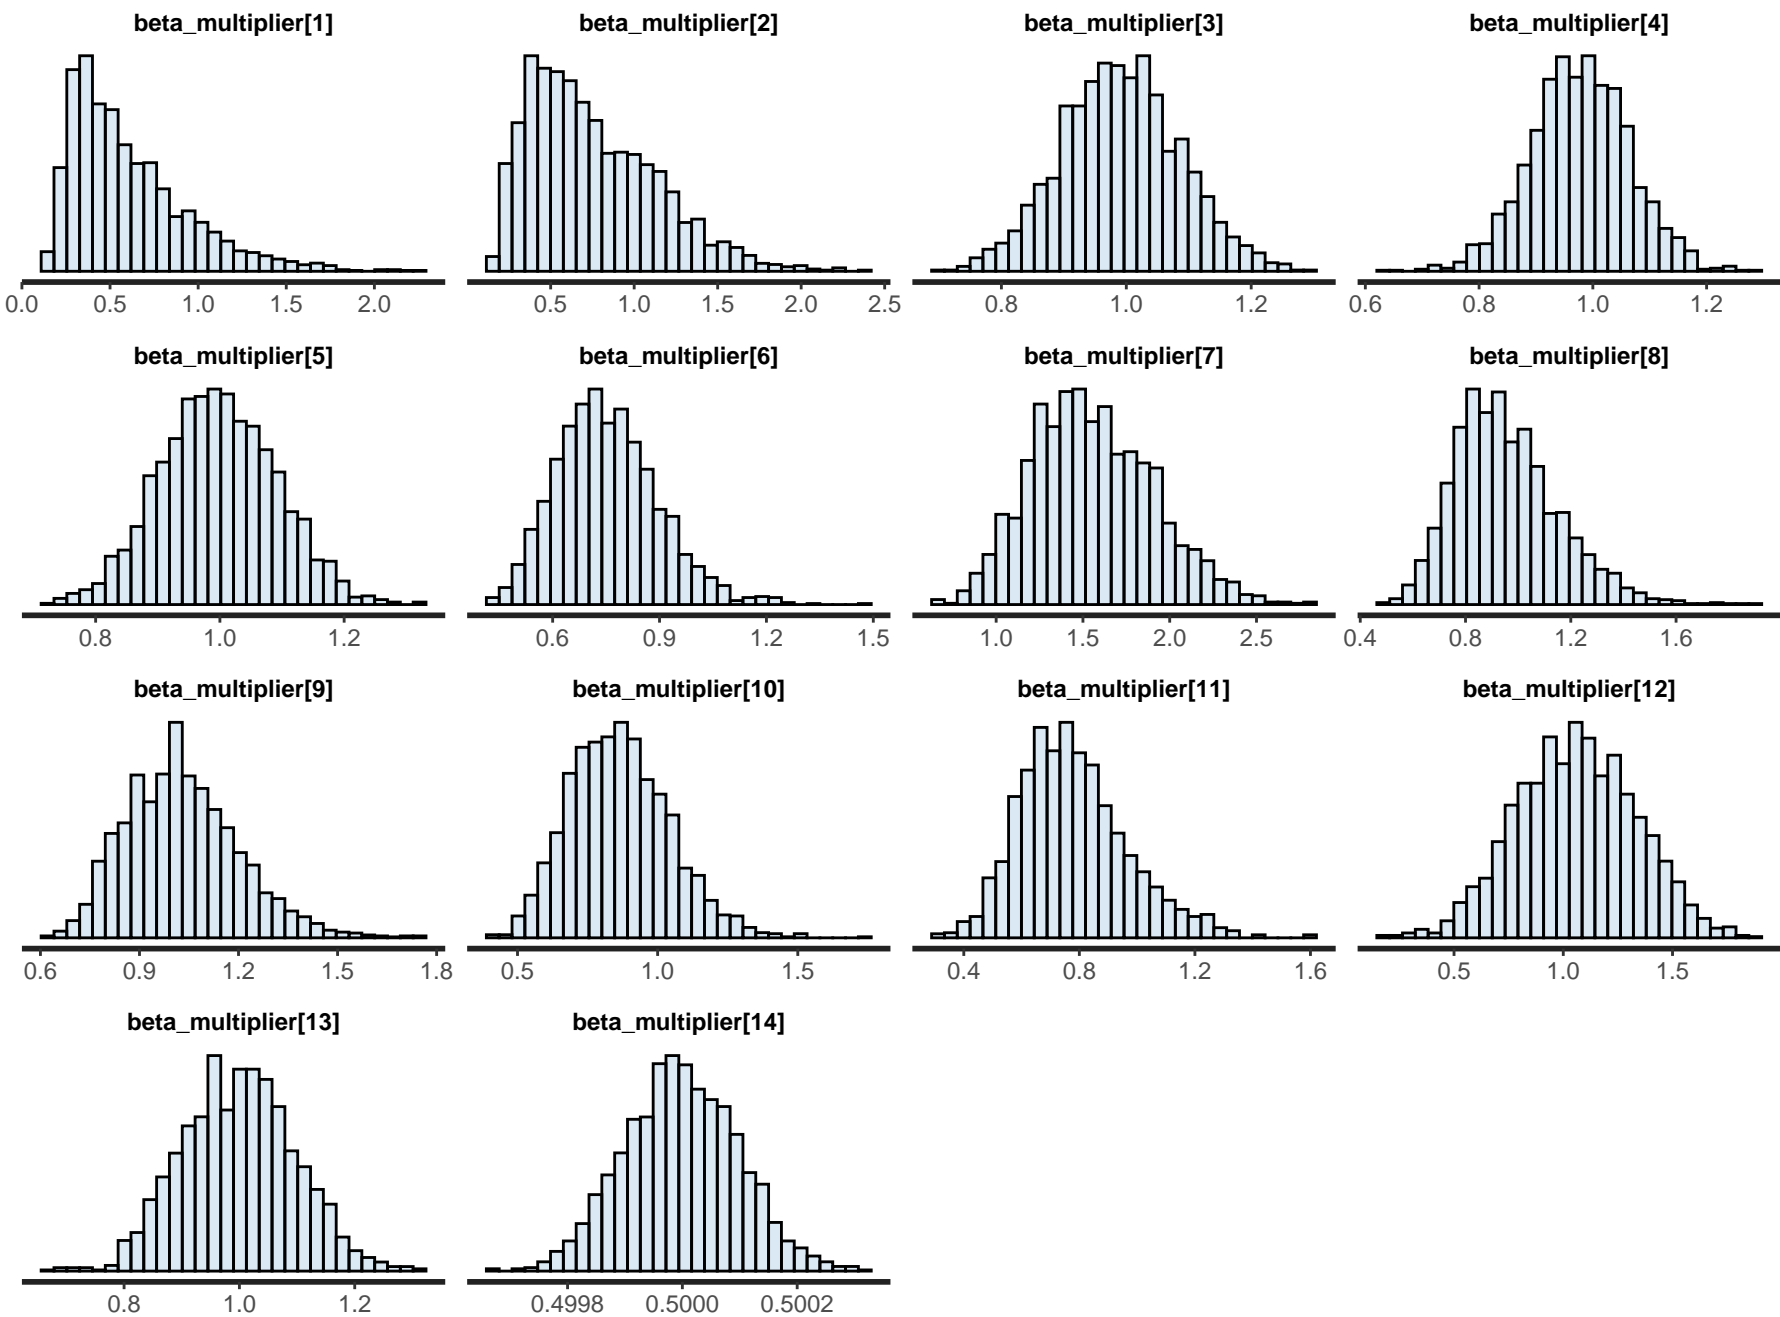 beta_multiplier[1] beta_multiplier[2] beta_multiplier[3] beta_multiplier[4]
0.0 0.5 1.0 1.5 2.0 0.5 1.0 1.5 2.0 2.5 0.8 1.0 1.2 0.6 0.8 1.0 1.2
beta_multiplier[5] beta_multiplier[6] beta_multiplier[7] beta_multiplier[8]
0.8 1.0 1.2 0.6 0.9 1.2 1.5 1.0 1.5 2.0 2.5 0.4 0.8 1.2 1.6
beta_multiplier[9] beta_multiplier[10] beta_multiplier[11] beta_multiplier[12]
0.6 0.9 1.2 1.5 1.8 0.5 1.0 1.5 0.4 0.8 1.2 1.6 0.5 1.0 1.5
beta_multiplier[13] beta_multiplier[14]
0.8 1.0 1.2 0.4998 0.5000 0.5002